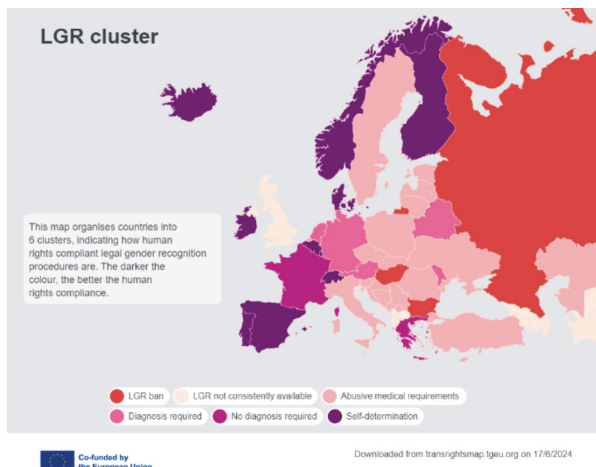 LGR cluster
This map organises countries into
6 clusters, indicating how human
rights compliant legal gender recognition
procedures are. The darker the
colour, the better the human
rights compliance.
LGR ban LGR not consistently available Abusive medical requirements
Diagnosis required No diagnosis required Self-determination
Co-funded by
the European Union
Downloaded from transrightsmap.tgeu.org on 17/6/2024